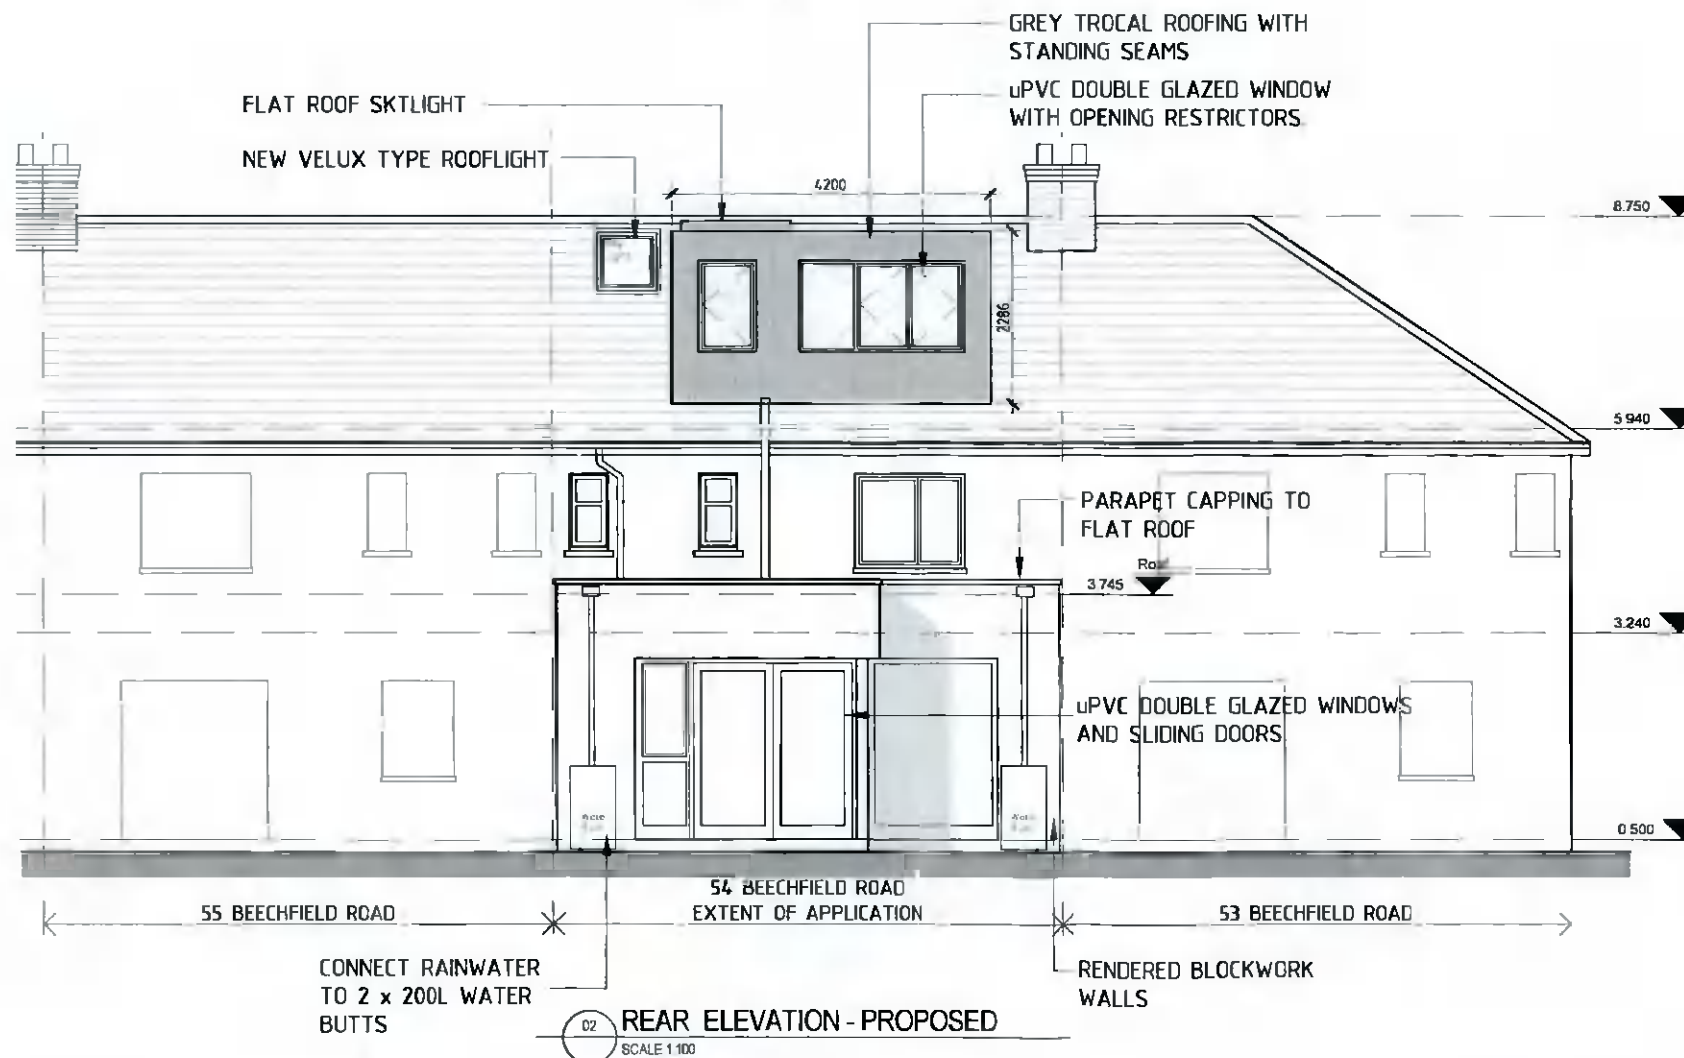 GREY TROCAL ROOFING WITH
STANDING SEAMS
uPVC DOUBLE GLAZED WINDOW
WITH OPENING RESTRICTORS
FLAT ROOF SKTLIGHT
NEW VELUX TYPE ROOFLIGHT
4200
8.750
2286
5.940
PARAPET CAPPING TO
FLAT ROOF
3.745
3.240
uPVC DOUBLE GLAZED WINDOWS
AND SLIDING DOORS
0.500
54 BEECHFIELD ROAD
EXTENT OF APPLICATION
55 BEECHFIELD ROAD
53 BEECHFIELD ROAD
CONNECT RAINWATER
TO 2 x 200L WATER
BUTTS
RENDERED BLOCKWORK
WALLS
02
REAR ELEVATION - PROPOSED
SCALE 1:100